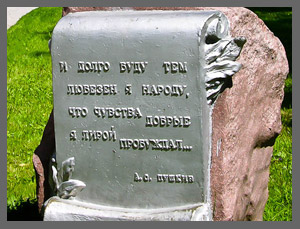 И ДОЛГО БУДУ ТЕМ
ЛЮБЕЗЕН Я НАРОДУ,
ЧТО ЧУВСТВА ДОБРЫЕ
Я ЛИРОЙ ПРОБУЖДАЛ...
А.С. ПУШКИН